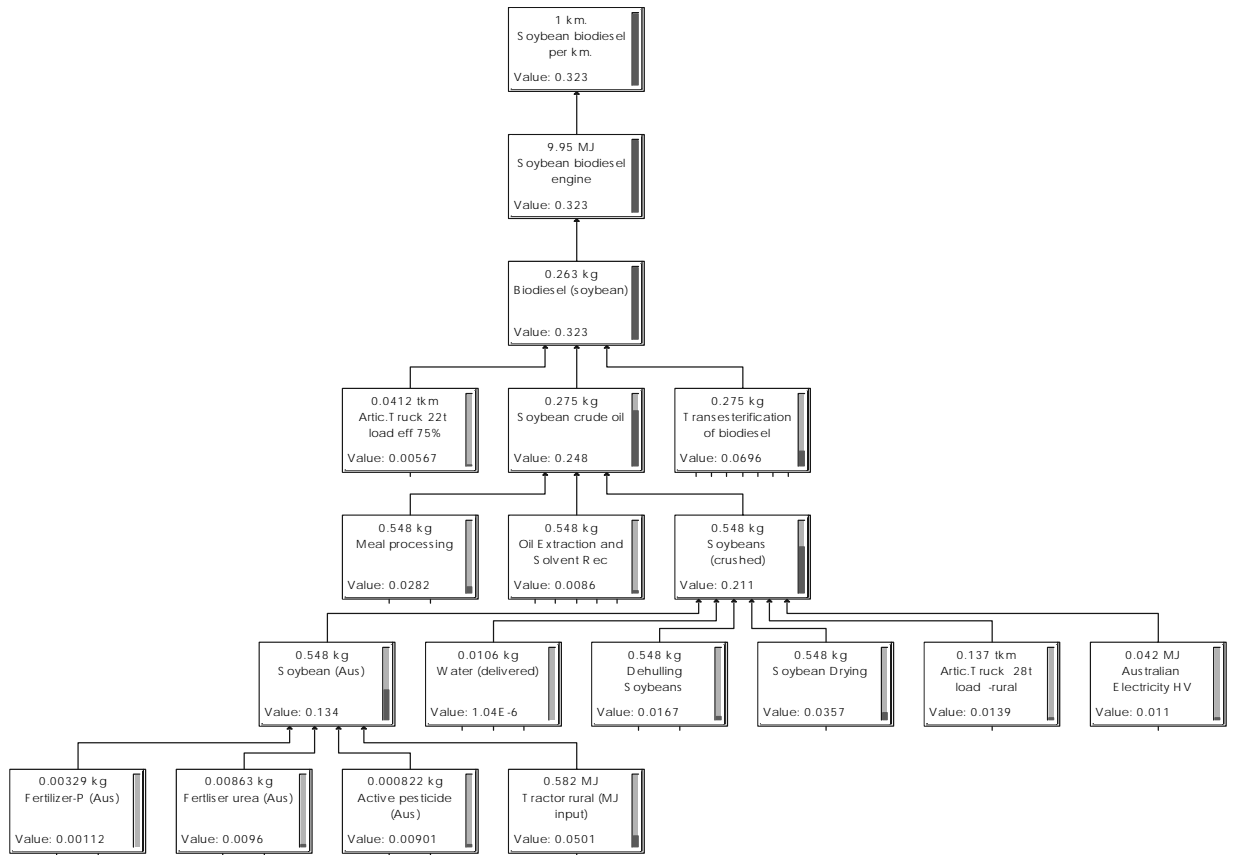 1 km.
Soybean biodiesel
per km.
Value: 0.323
9.95 MJ
Soybean biodiesel
engine
Value: 0.323
0.263 kg
Biodiesel (soybean)
Value: 0.323
0.0412 tkm
Artic.Truck 22t
load eff 75%
Value: 0.00567
0.275 kg
Soybean crude oil
Value: 0.248
0.275 kg
Transesterification
of biodiesel
Value: 0.0696
0.548 kg
Meal processing
Value: 0.0282
0.548 kg
Oil Extraction and
Solvent Rec
Value: 0.0086
0.548 kg
Soybeans
(crushed)
Value: 0.211
0.548 kg
Soybean (Aus)
Value: 0.134
0.0106 kg
Water (delivered)
Value: 1.04E-6
0.548 kg
Dehulling
Soybeans
Value: 0.0167
0.548 kg
Soybean Drying
Value: 0.0357
0.137 tkm
Artic.Truck 28t
load -rural
Value: 0.0139
0.042 MJ
Australian
Electricity HV
Value: 0.011
0.00329 kg
Fertilizer-P (Aus)
Value: 0.00112
0.00863 kg
Fertliser urea (Aus)
Value: 0.0096
0.000822 kg
Active pesticide
(Aus)
Value: 0.00901
0.582 MJ
Tractor rural (MJ
input)
Value: 0.0501